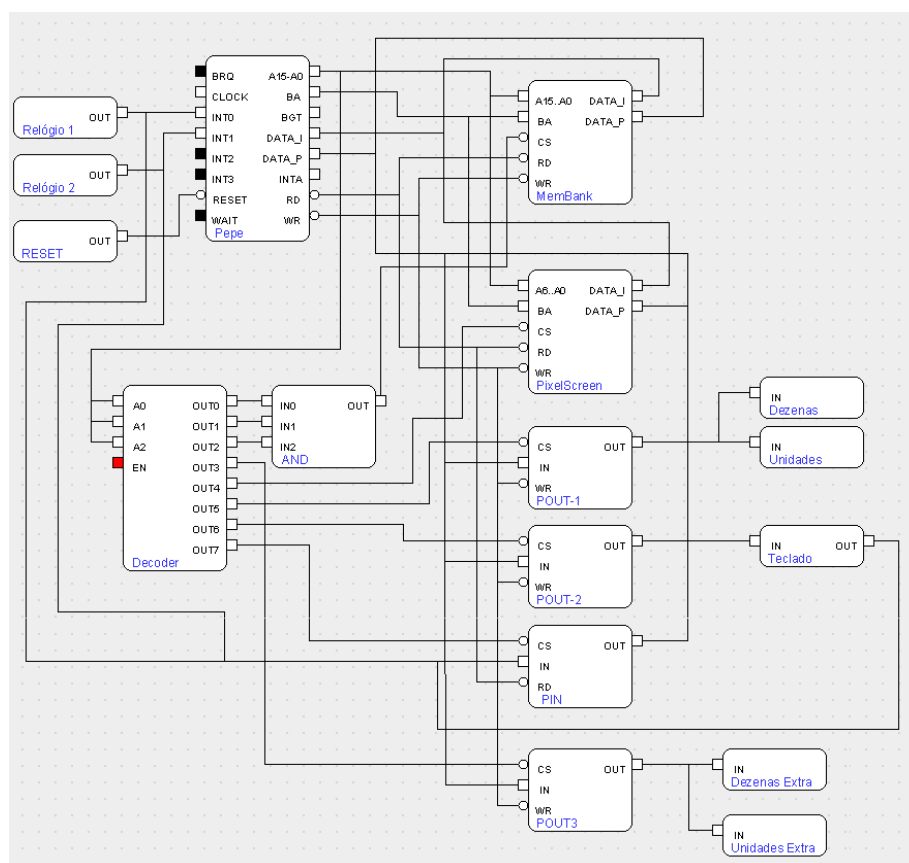 BRQ A15-A0
CLOCK BA
INT0 BGT
INT1 DATA_I
INT2 DATA_P
INT3 INTA
RESET RD
WAIT WR
Pepe
OUT
Relógio 1
OUT
Relógio 2
OUT
RESET
A15..A0 DATA_I
BA DATA_P
CS
RD
WR
MemBank
A6..A0 DATA_I
BA DATA_P
CS
RD
WR
PixelScreen
A0 OUT0
A1 OUT1
A2 OUT2
EN OUT3
OUT4
OUT5
OUT6
OUT7
Decoder
IN0 OUT
IN1
IN2
AND
CS OUT
IN
WR
POUT-1
IN
Dezenas
IN
Unidades
CS OUT
IN
WR
POUT-2
IN OUT
Teclado
CS OUT
IN
RD
PIN
CS OUT
IN
WR
POUT3
IN
Dezenas Extra
IN
Unidades Extra